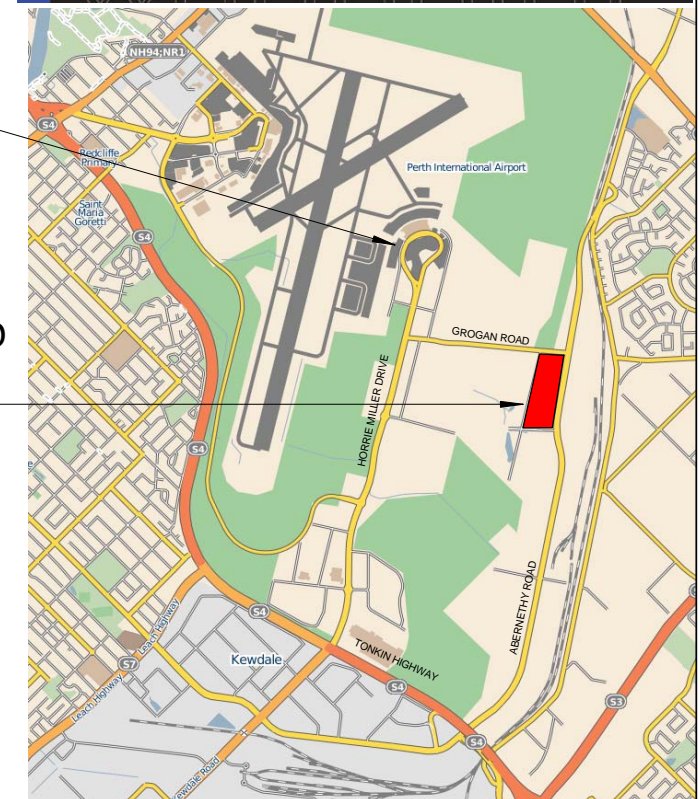 NH94;NR1
S4
Redcliffe
Primary
Perth International Airport
Saint
Maria
Goretti
S4
GROGAN ROAD
HORRIE MILLER DRIVE
S4
ABERNETHY ROAD
S4
Leach Highway
Kewdale
TONKIN HIGHWAY
S7
S4
S3
Leach Highway
S4
Kewdale Road